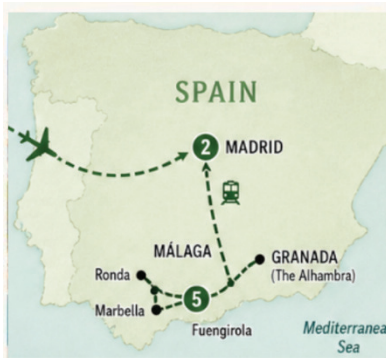 SPAIN
2 MADRID
MÁLAGA
GRANADA
(The Alhambra)
Ronda
5
Marbella
Fuengirola
Mediterranea
Sea